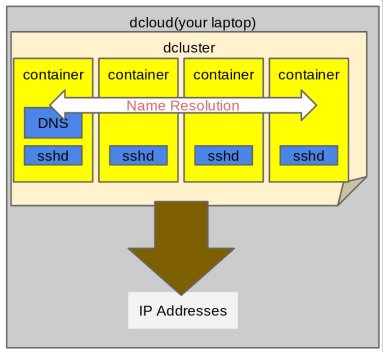 dcloud(your laptop)
dcluster
container container container container
Name Resolution
DNS
sshd sshd sshd sshd
IP Addresses